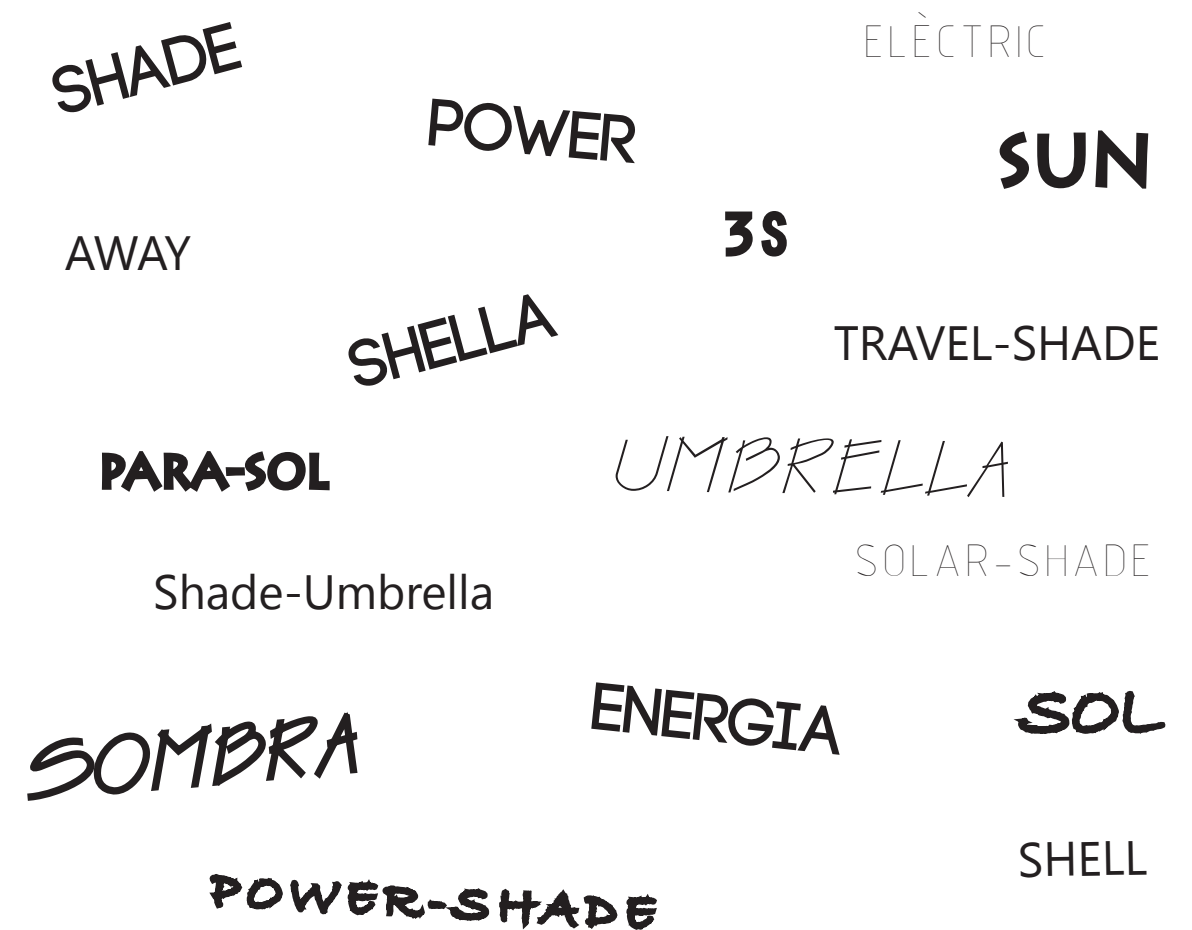 SHADE
ELÈCTRIC
POWER
SUN
3S
AWAY
SHELLA
TRAVEL-SHADE
PARA-SOL
UMBRELLA
SOLAR-SHADE
Shade-Umbrella
ENERGIA
SOL
SOMBRA
SHELL
POWER-SHADE